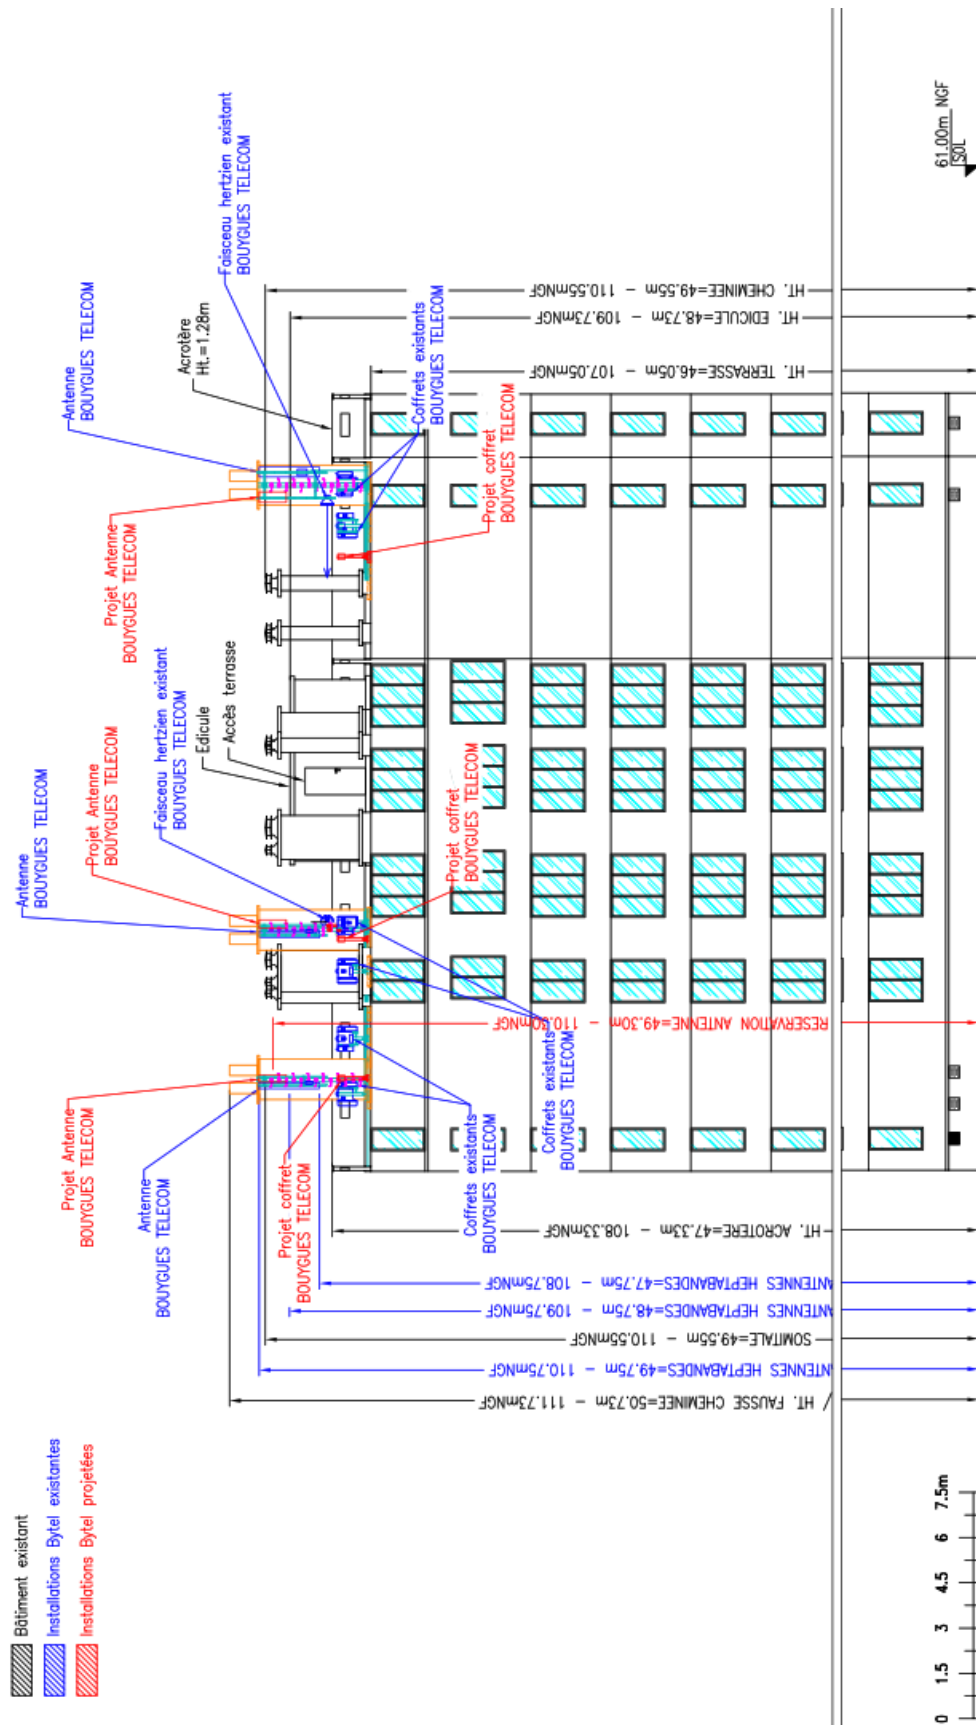 Bâtiment existant
Installations Bytel existantes
Installations Bytel projetées
Projet Antenne
BOUYGUES TELECOM
Antenne
BOUYGUES TELECOM
Projet coffret
BOUYGUES TELECOM
Coffrets existants
BOUYGUES TELECOM
Coffrets existants
BOUYGUES TELECOM
Antenne
BOUYGUES TELECOM
Projet Antenne
BOUYGUES TELECOM
Faisceau hertzien existant
BOUYGUES TELECOM
Edicule
Accès terrasse
Projet coffret
BOUYGUES TELECOM
Projet Antenne
BOUYGUES TELECOM
Antenne
BOUYGUES TELECOM
Acrotère
Ht.=1.28m
Faisceau hertzien existant
BOUYGUES TELECOM
Coffrets existants
BOUYGUES TELECOM
Projet coffret
BOUYGUES TELECOM
/ HT. FAUSSE CHEMINEE=50.73m - 111.73mNGF
ANTENNES HEPTABANDES=49.75m - 110.75mNGF
SOMITALE=49.55m - 110.55mNGF
ANTENNES HEPTABANDES=48.75m - 109.75mNGF
ANTENNES HEPTABANDES=47.75m - 108.75mNGF
HT. ACROTERE=47.33m - 108.33mNGF
RESERVATION ANTENNE=49.30m - 110.30mNGF
HT. TERRASSE=46.05m - 107.05mNGF
HT. EDICULE=48.73m - 109.73mNGF
HT. CHEMINEE=49.55m - 110.55mNGF
61.00m NGF
SOL
0 1.5 3 4.5 6 7.5m